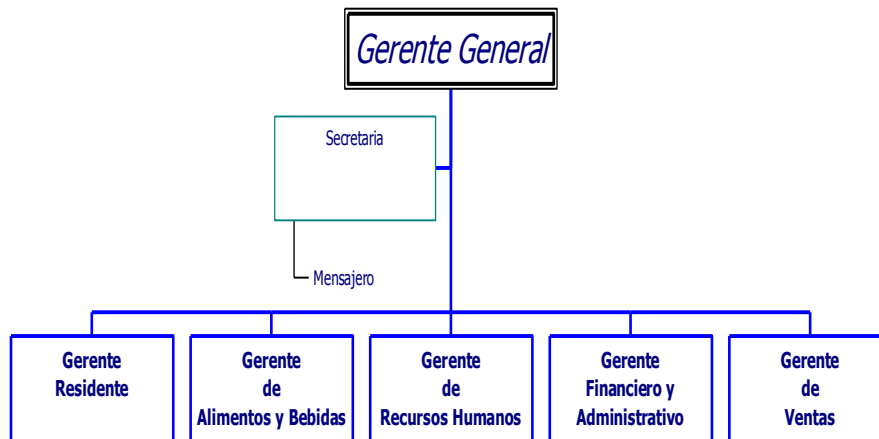 Gerente General
Secretaria
Mensajero
Gerente
Residente
Gerente
de
Alimentos y Bebidas
Gerente
de
Recursos Humanos
Gerente
Financiero y
Administrativo
Gerente
de
Ventas